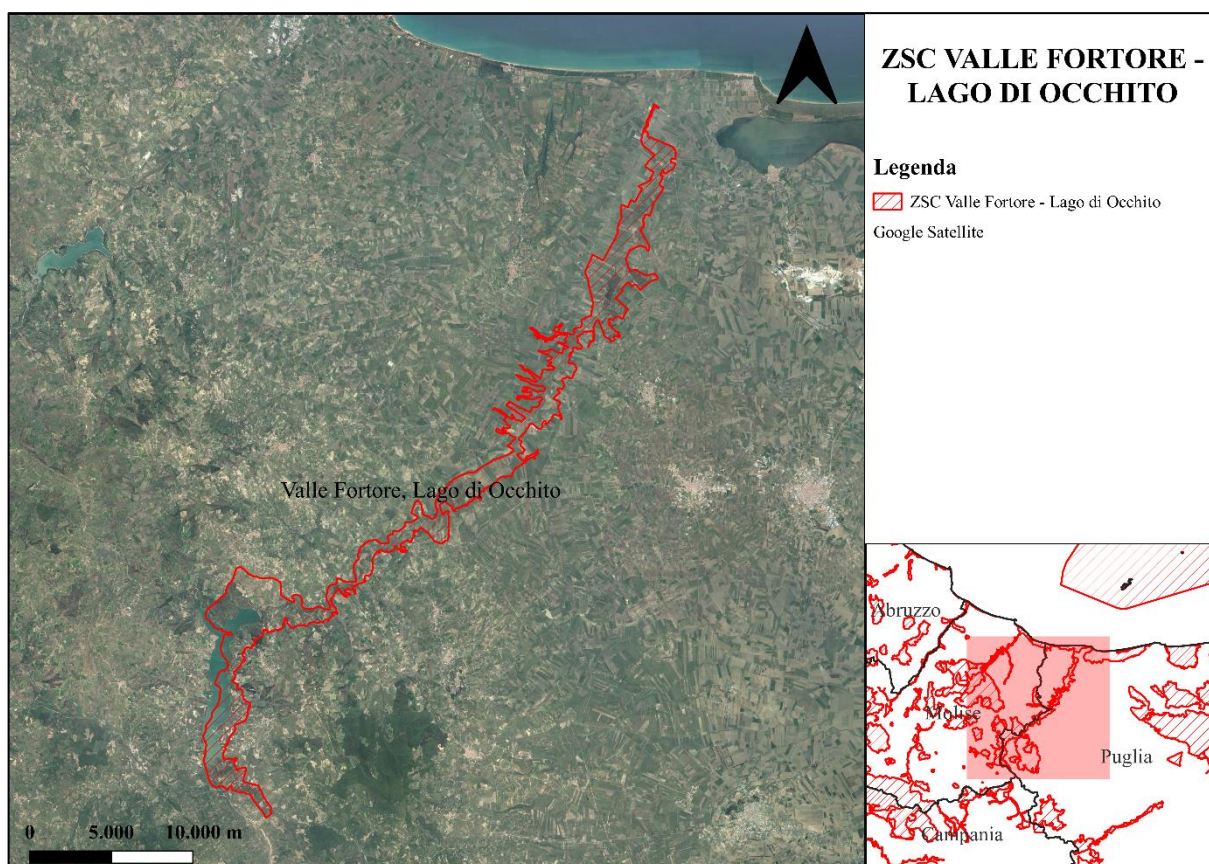 ZSC VALLE FORTORE -
LAGO DI OCCHITO
Legenda
ZSC Valle Fortore - Lago di Occhito
Google Satellite
Valle Fortore, Lago di Occhito
0 5.000 10.000 m
Abruzzo
Molise
Puglia
Campania